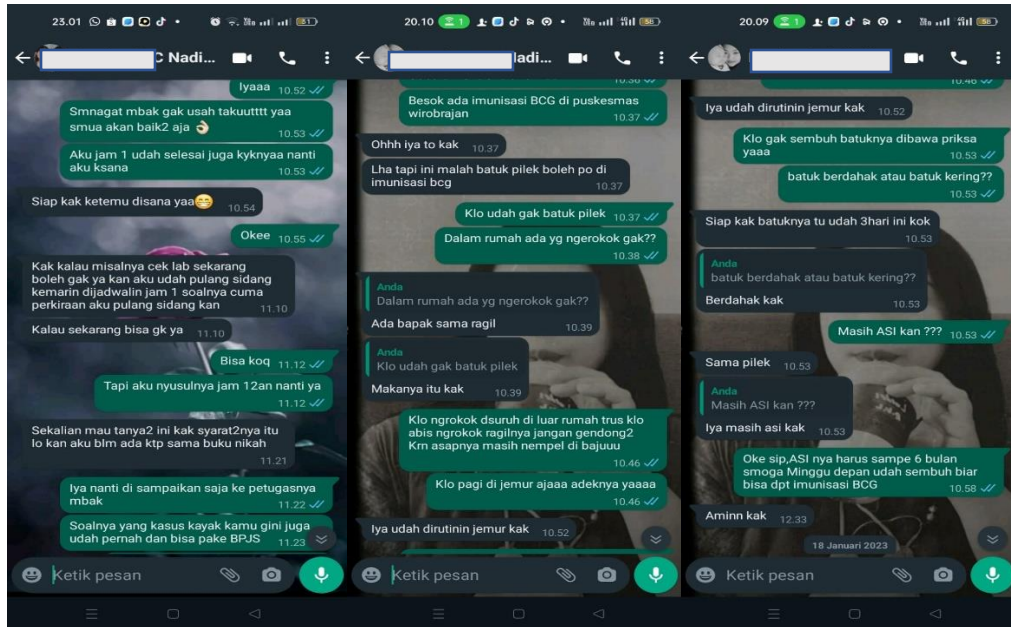 23.01
81
C Nadi...
Iyaaa 10.52
Smnagat mbak gak usah takuutttt yaa
smua akan baik2 aja 👌
10.53
Aku jam 1 udah selesai juga kyknyaa nanti
aku ksana
10.53
Siap kak ketemu disana yaa😁 10.54
Okee 10.55
Kak kalau misalnya cek lab sekarang
boleh gak ya kan aku udah pulang sidang
kemarin dijadwalin jam 1 soalnya cuma
perkiraan aku pulang sidang kan
11.10
Kalau sekarang bisa gk ya 11.10
Bisa koq 11.12
Tapi aku nyusulnya jam 12an nanti ya
11.12
Sekalian mau tanya2 ini kak syarat2nya itu
lo kan aku blm ada ktp sama buku nikah
11.21
Iya nanti di sampaikan saja ke petugasnya
mbak
11.22
Soalnya yang kasus kayak kamu gini juga
udah pernah dan bisa pake BPJS 11.23
Ketik pesan
20.10
1
58
ladi...
10.36
Besok ada imunisasi BCG di puskesmas
wirobrajan
10.37
Ohhh iya to kak 10.37
Lha tapi ini malah batuk pilek boleh po di
imunisasi bcg
10.37
Klo udah gak batuk pilek 10.37
Dalam rumah ada yg ngerokok gak??
10.38
Anda
Dalam rumah ada yg ngerokok gak??
Ada bapak sama ragil 10.39
Anda
Klo udah gak batuk pilek
Makanya itu kak 10.39
Klo ngrokok dsuruh di luar rumah trus klo
abis ngrokok ragilnya jangan gendong2
Krn asapnya masih nempel di bajuuu
10.46
Klo pagi di jemur ajaaa adeknya yaaaa
10.46
Iya udah dirutinin jemur kak 10.52
Ketik pesan
20.09
1
58
10.46
Iya udah dirutinin jemur kak 10.52
Klo gak sembuh batuknya dibawa priksa
yaaa
10.53
batuk berdahak atau batuk kering??
10.53
Siap kak batuknya tu udah 3hari ini kok
10.53
Anda
batuk berdahak atau batuk kering??
Berdahak kak 10.53
Masih ASI kan ??? 10.53
Sama pilek 10.53
Anda
Masih ASI kan ???
Iya masih asi kak 10.53
Oke sip,ASI nya harus sampe 6 bulan
smoga Minggu depan udah sembuh biar
bisa dpt imunisasi BCG
10.58
Aminn kak 12.33
18 Januari 2023
Ketik pesan